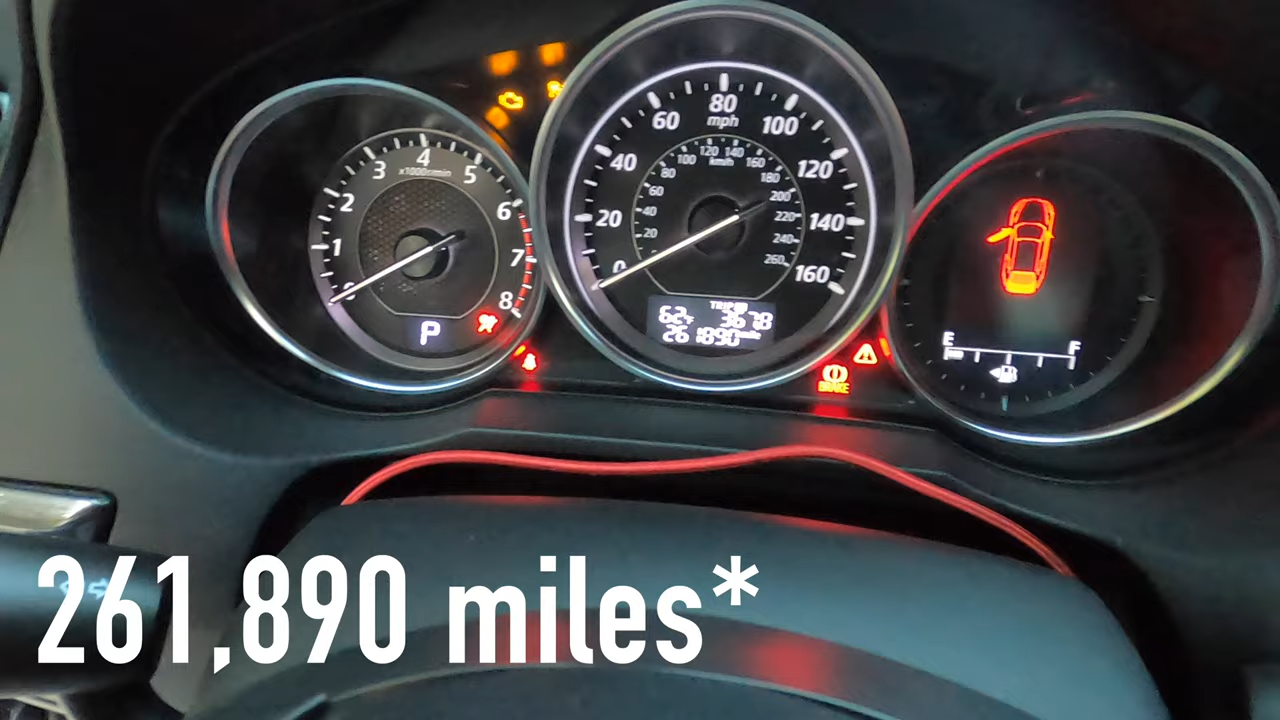 0 1 2 3 4 5 6 7 8
x1000r/min
P
0 20 40 60 80 100 120 140 160
mph
20 40 60 80 100 120 140 160 180 200 220 240 260
km/h
TRIP
62°F 367.8
261890 mile
BRAKE
E F
261,890 miles*